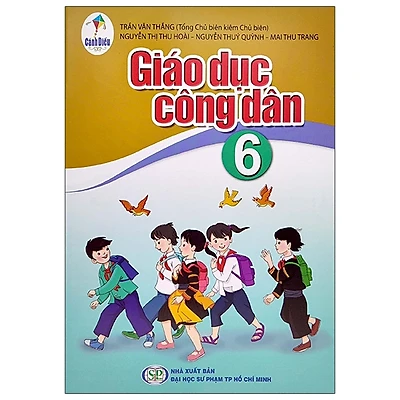 Cánh Diều
TRẦN VĂN THẮNG (Tổng Chủ biên kiêm Chủ biên)
NGUYỄN THỊ THU HOÀI – NGUYỄN THUÝ QUỲNH – MAI THU TRANG
Giáo dục
công dân
6
NHÀ XUẤT BẢN
ĐẠI HỌC SƯ PHẠM TP HỒ CHÍ MINH